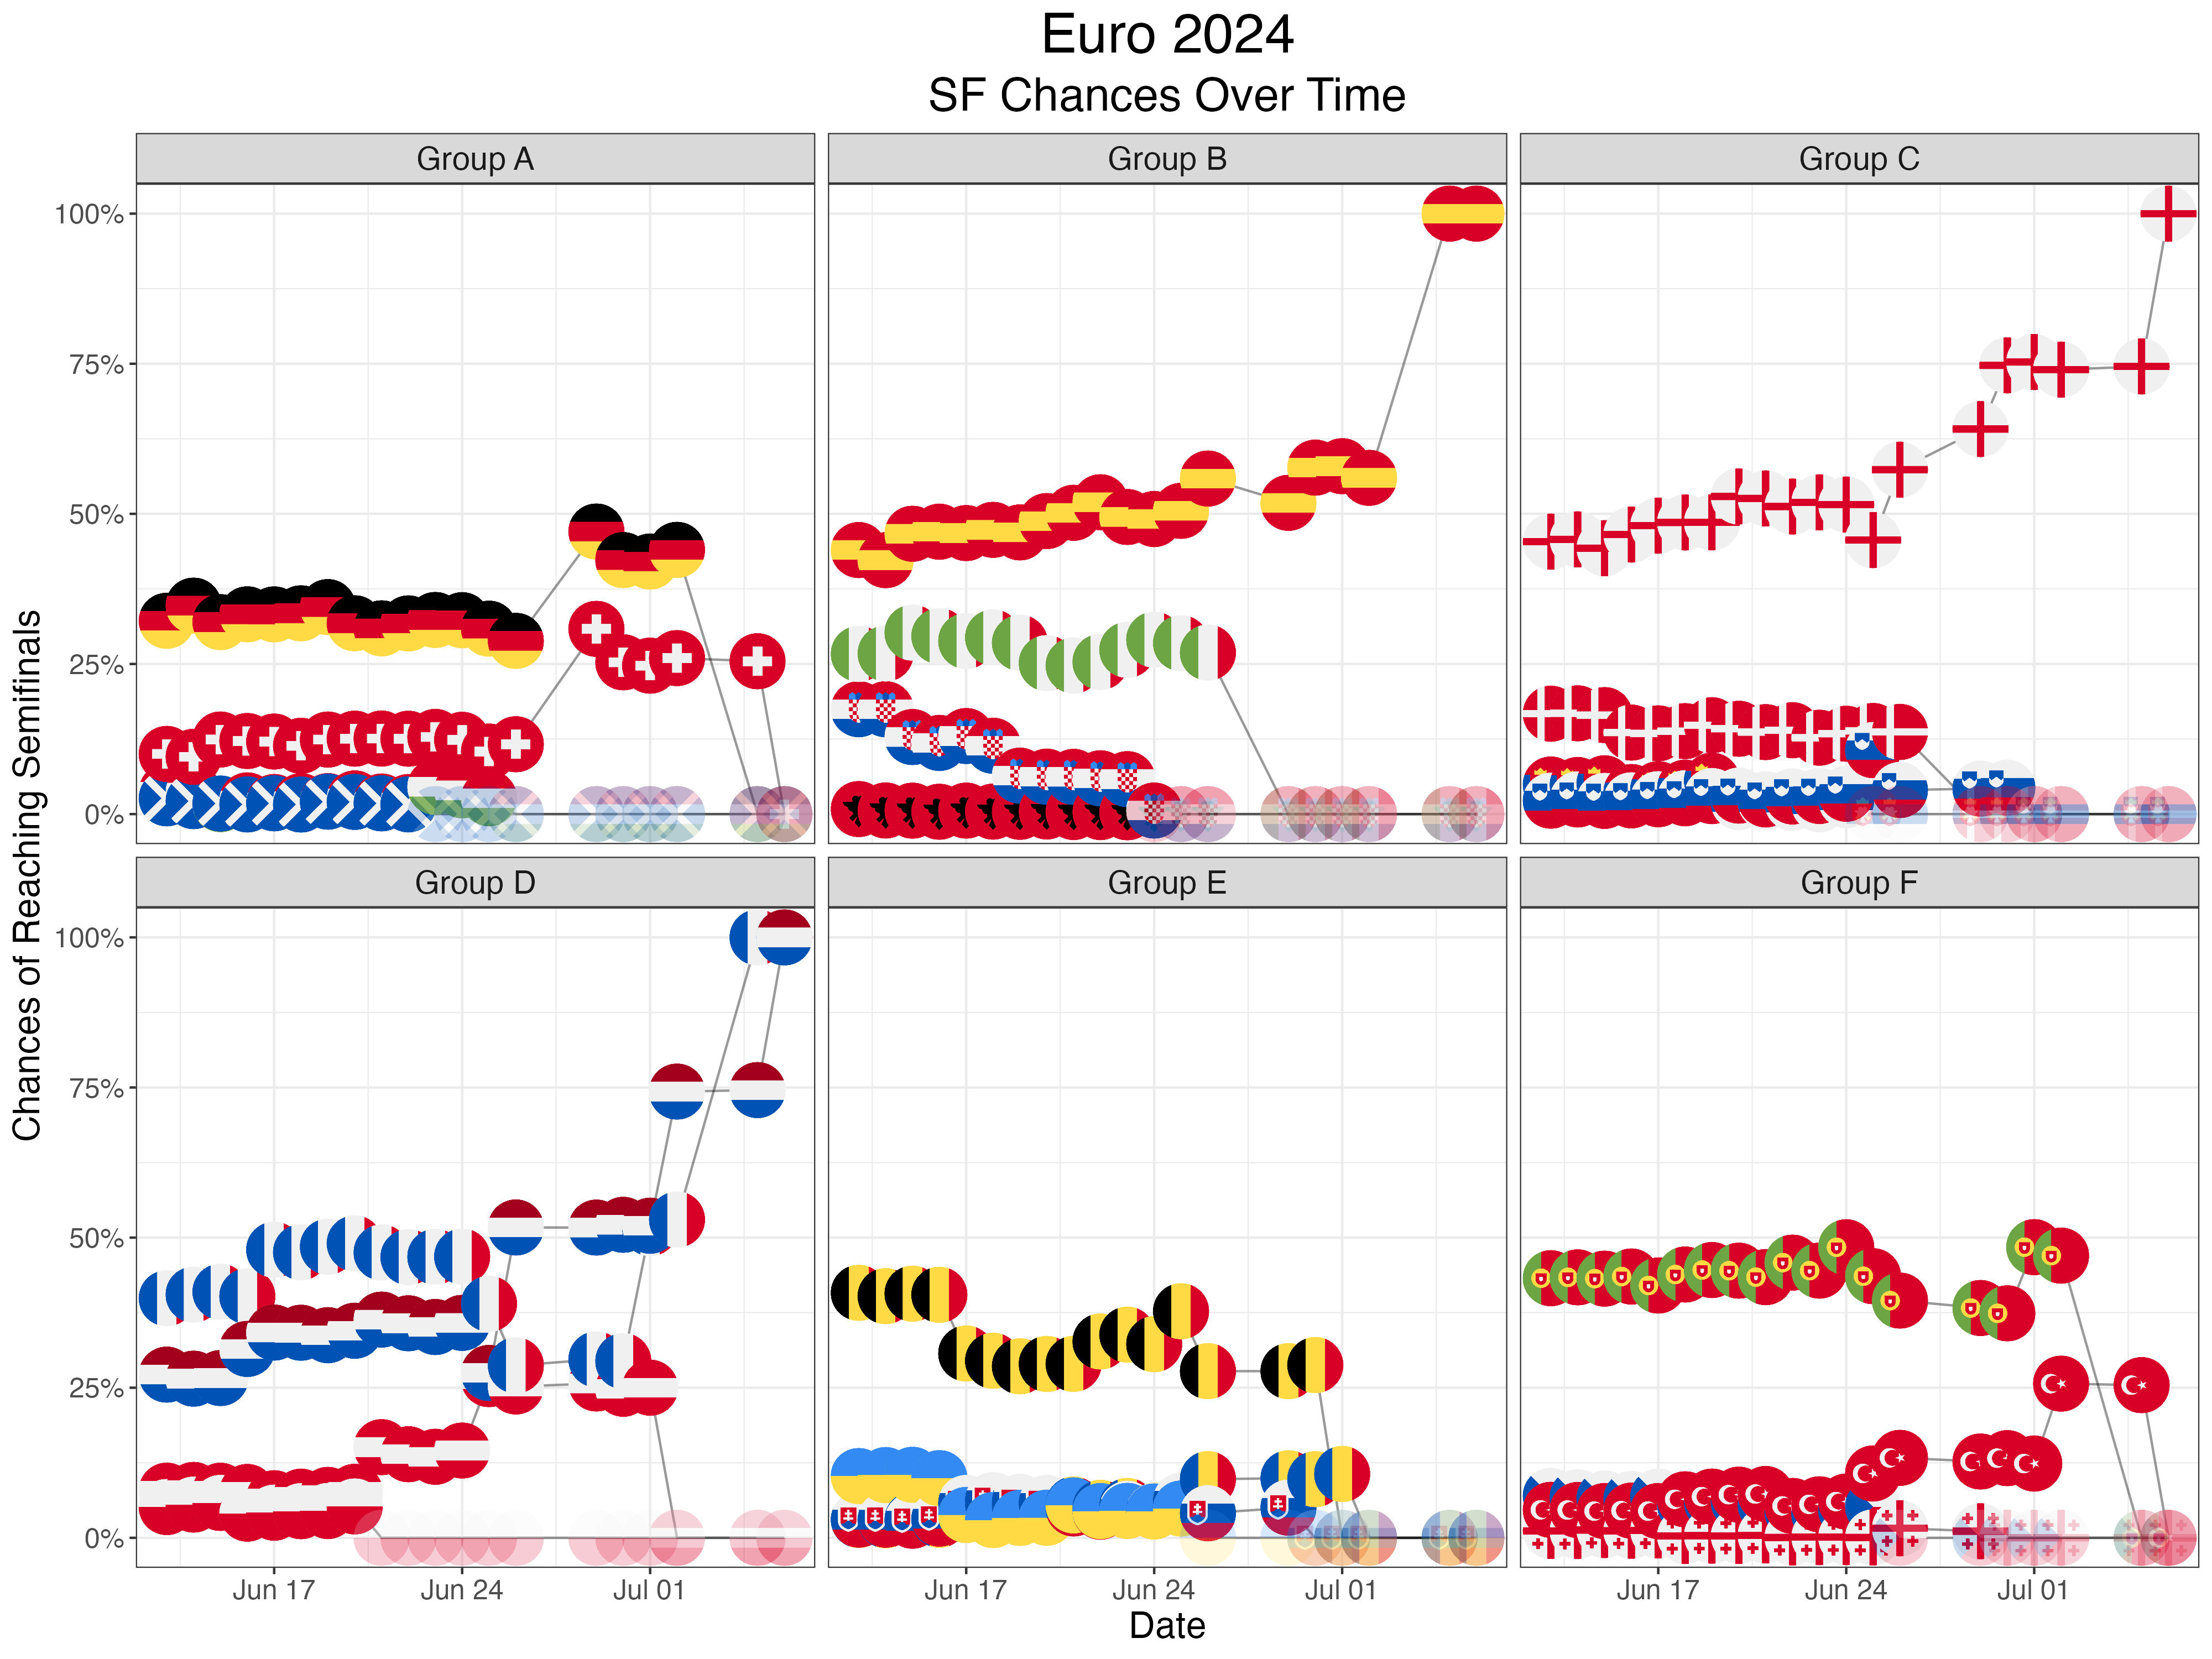 Euro 2024
SF Chances Over Time
Group A
Group B
Group C
100%
75%
50%
25%
0%
Group D
Group E
Group F
100%
75%
50%
25%
0%
Jun 17
Jun 24
Jul 01
Jun 17
Jun 24
Jul 01
Jun 17
Jun 24
Jul 01
Date
Chances of Reaching Semifinals